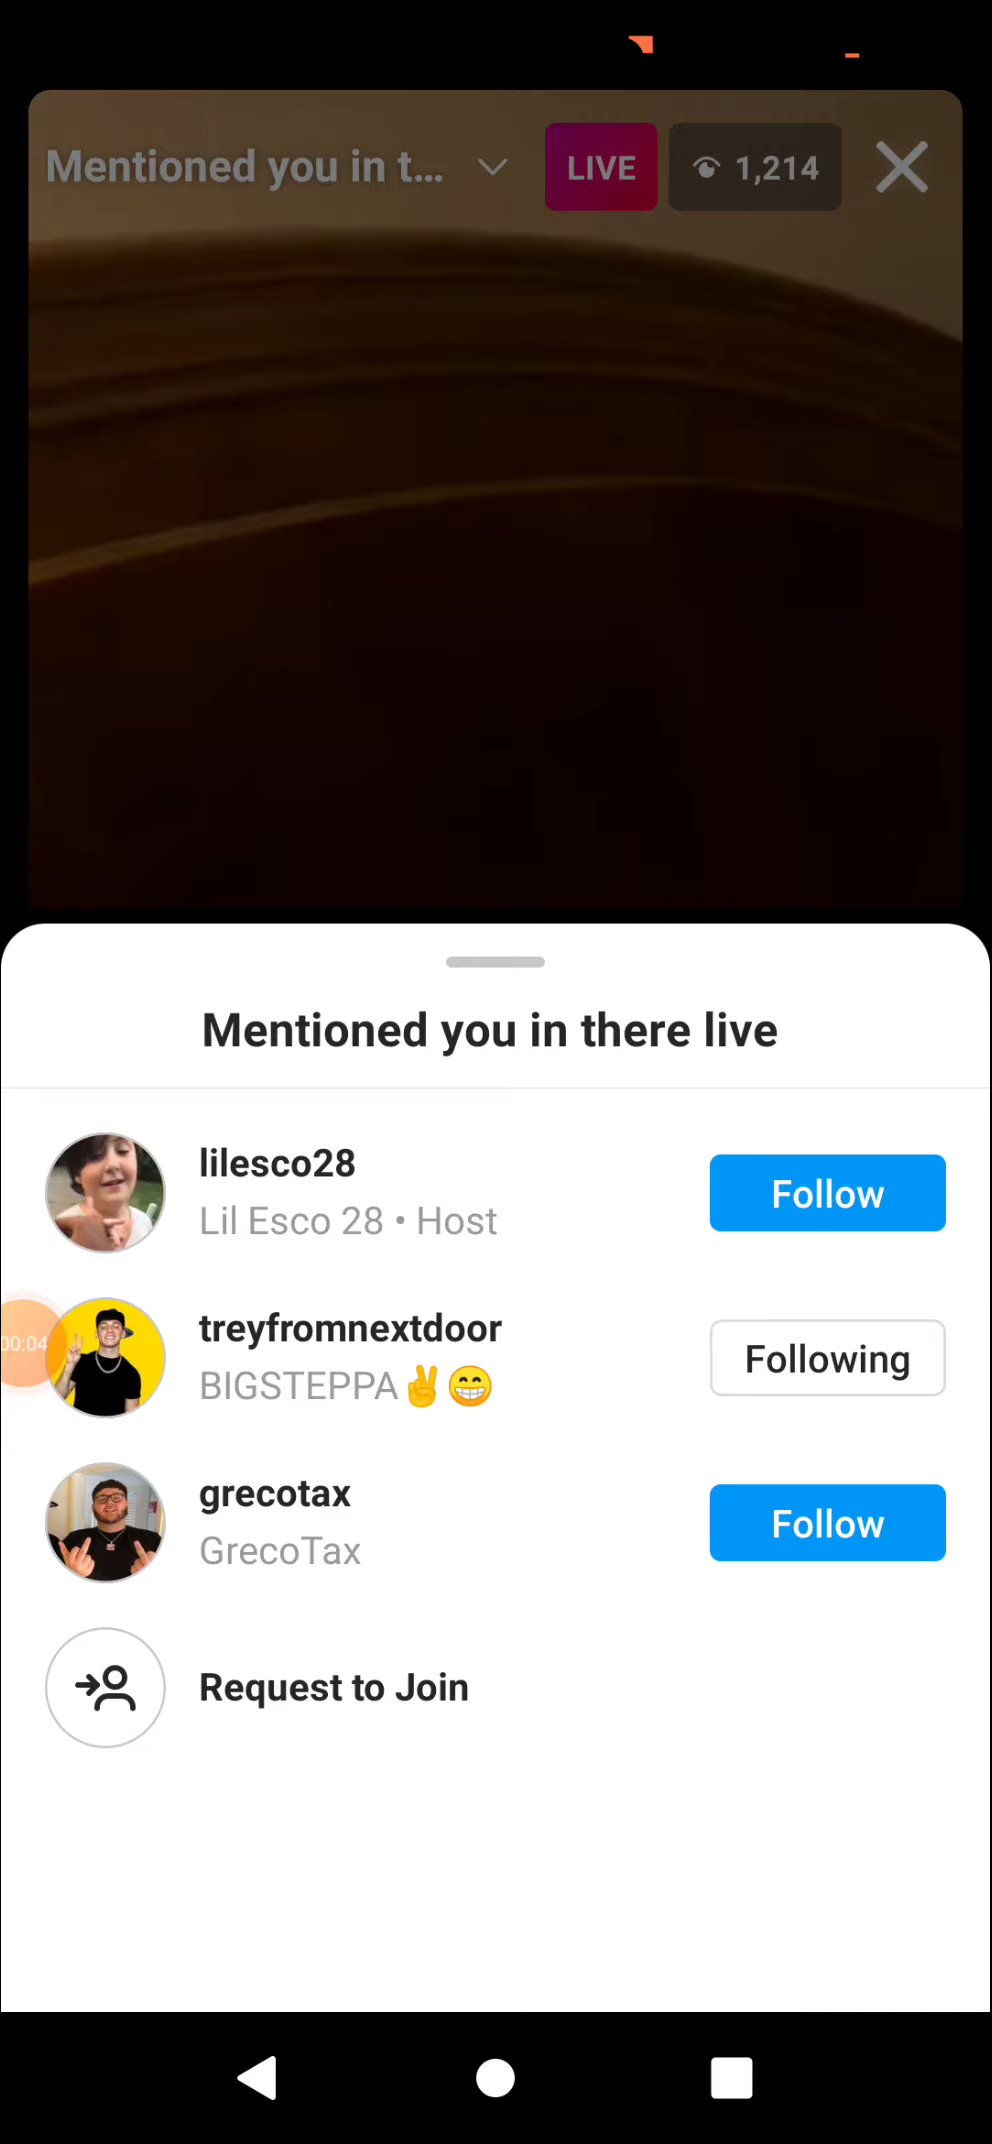 Mentioned you in t...
LIVE
1,214
Mentioned you in there live
lilesco28
Lil Esco 28 • Host
Follow
00:04
treyfromnextdoor
BIGSTEPPA✌️😁
Following
grecotax
GrecoTax
Follow
Request to Join